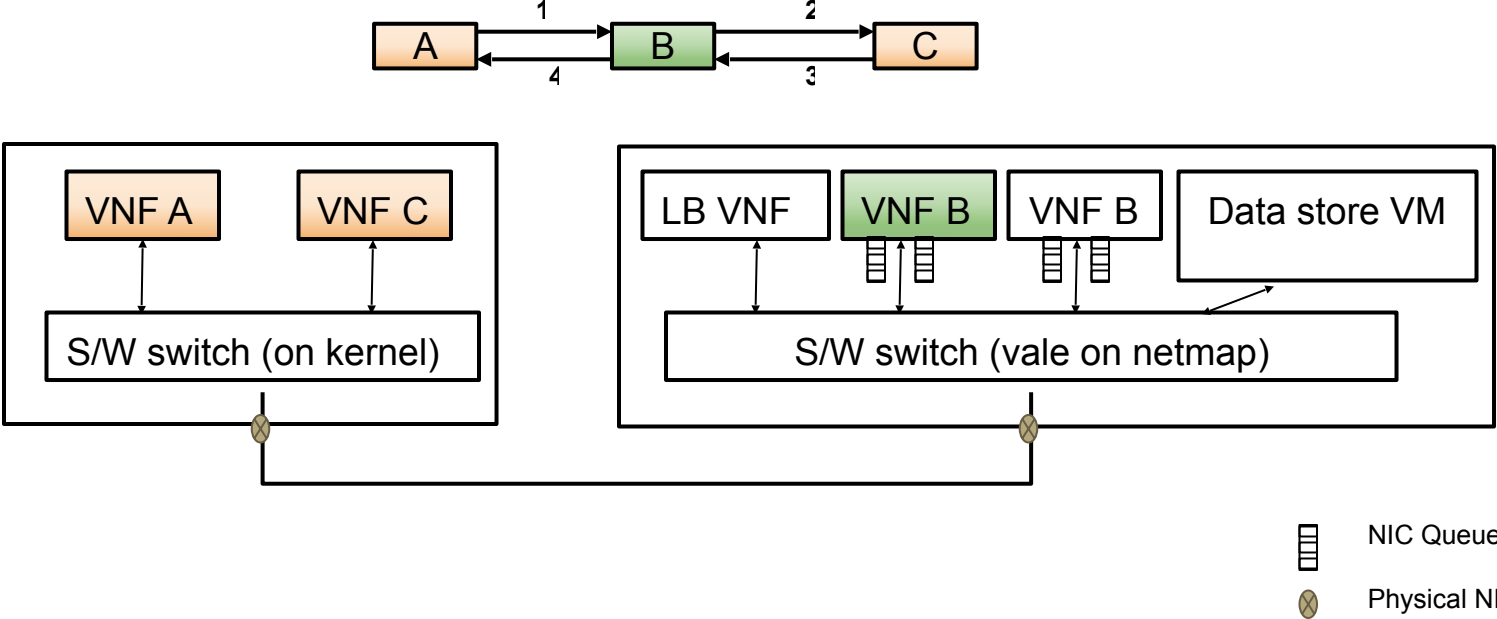 1 2
A B C
4 3
VNF A VNF C LB VNF VNF B VNF B Data store VM
S/W switch (on kernel) S/W switch (vale on netmap)
NIC Queue
Physical